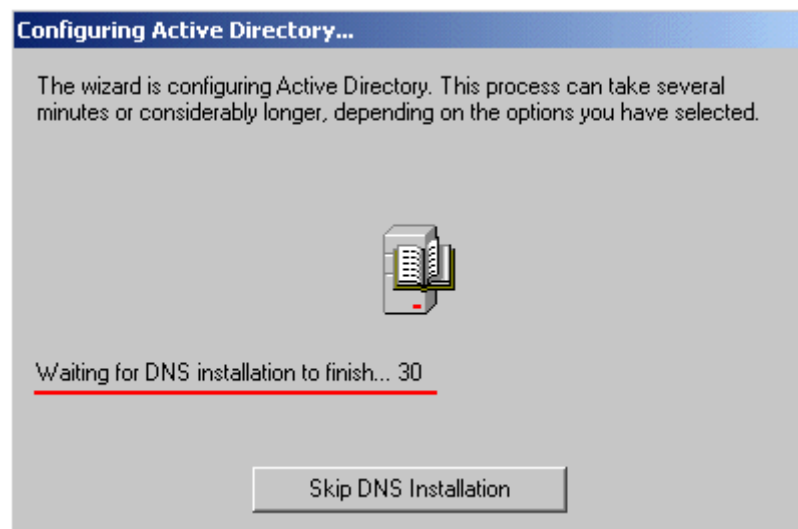 Configuring Active Directory...
The wizard is configuring Active Directory. This process can take several
minutes or considerably longer, depending on the options you have selected.
Waiting for DNS installation to finish... 30
Skip DNS Installation